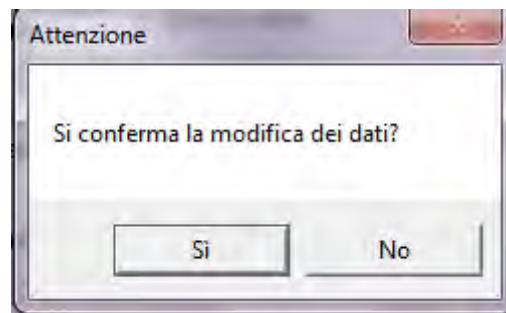 Attenzione
Si conferma la modifica dei dati?
Sì No